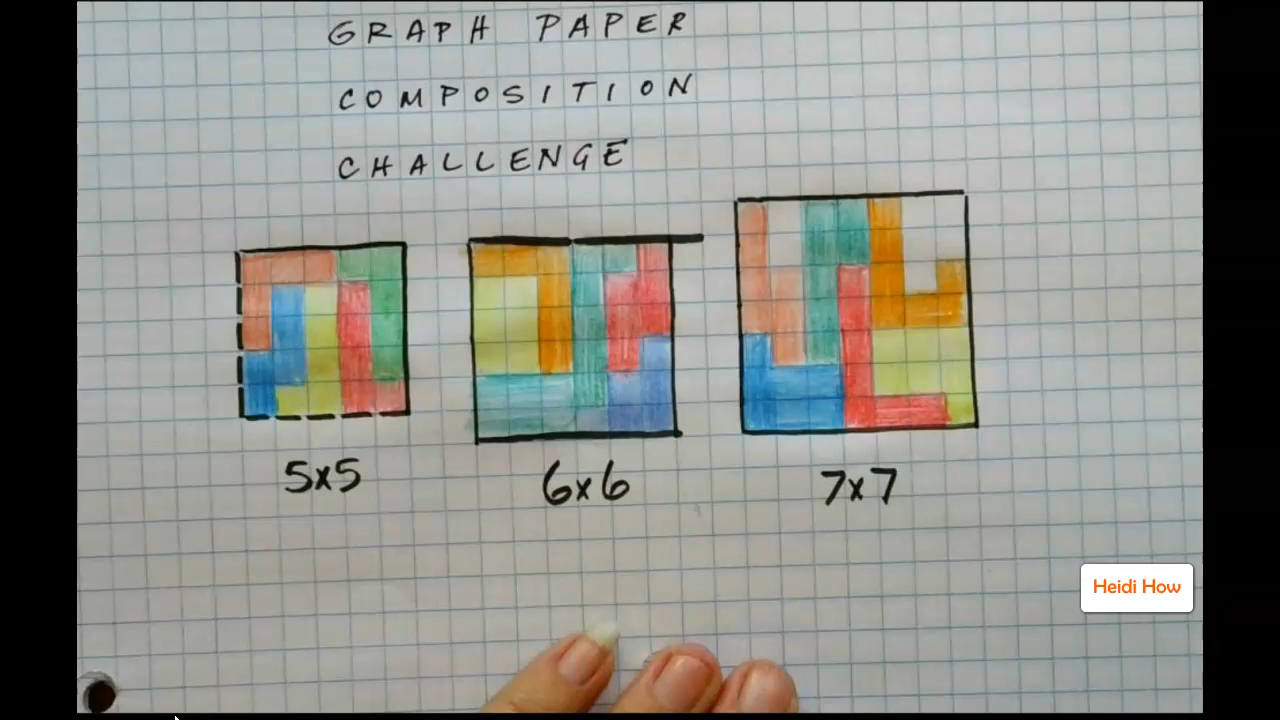 GRAPH PAPER
COMPOSITION
CHALLENGE
5x5
6x6
7x7
Heidi How